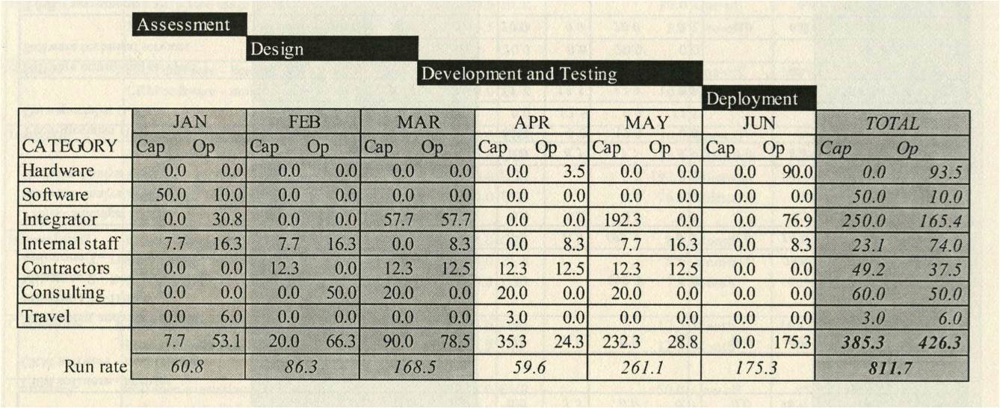 Assessment
Design
Development and Testing
Deployment
JAN FEB MAR APR MAY JUN TOTAL
CATEGORY Cap Op Cap Op Cap Op Cap Op Cap Op Cap Op Cap Op
Hardware 0.0 0.0 0.0 0.0 0.0 0.0 0.0 3.5 0.0 0.0 0.0 90.0 0.0 93.5
Software 50.0 10.0 0.0 0.0 0.0 0.0 0.0 0.0 0.0 0.0 0.0 0.0 50.0 10.0
Integrator 0.0 30.8 0.0 0.0 57.7 57.7 0.0 0.0 192.3 0.0 0.0 76.9 250.0 165.4
Internal staff 7.7 16.3 7.7 16.3 0.0 8.3 0.0 8.3 7.7 16.3 0.0 8.3 23.1 74.0
Contractors 0.0 0.0 12.3 0.0 12.3 12.5 12.3 12.5 12.3 12.5 0.0 0.0 49.2 37.5
Consulting 0.0 0.0 0.0 50.0 20.0 0.0 20.0 0.0 20.0 0.0 0.0 0.0 60.0 50.0
Travel 0.0 6.0 0.0 0.0 0.0 0.0 3.0 0.0 0.0 0.0 0.0 0.0 3.0 6.0
7.7 53.1 20.0 66.3 90.0 78.5 35.3 24.3 232.3 28.8 0.0 175.3 385.3 426.3
Run rate 60.8 86.3 168.5 59.6 261.1 175.3 811.7